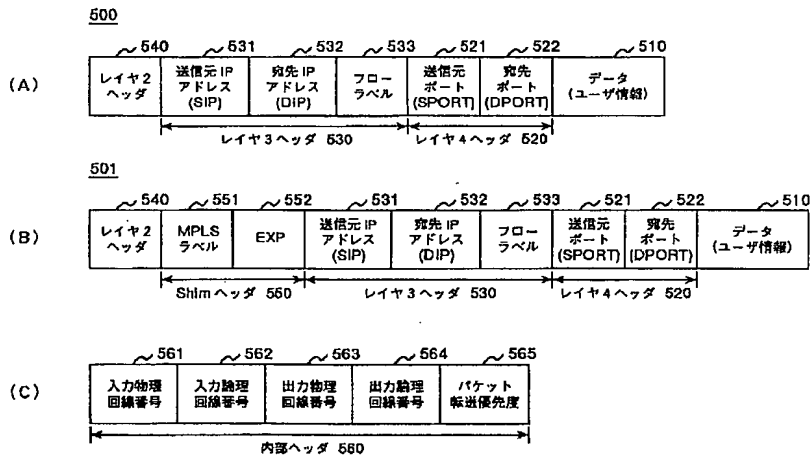 500
540 531 532 533 521 522 510
(A)
レイヤ2 送信元 IP 宛先 IP フロー 送信元 宛先 データ
ヘッダ アドレス アドレス ラベル ポート ポート (ユーザ情報)
(SIP) (DIP) (SPORT) (DPORT)
レイヤ3ヘッダ 530 レイヤ4ヘッダ 520
501
540 551 552 531 532 533 521 522 510
(B)
レイヤ2 MPLS EXP 送信元 IP 宛先 IP フロー 送信元 宛先 データ
ヘッダ ラベル アドレス アドレス ラベル ポート ポート (ユーザ情報)
(SIP) (DIP) (SPORT) (DPORT)
Shimヘッダ 550 レイヤ3ヘッダ 530 レイヤ4ヘッダ 520
561 562 563 564 565
(C)
入力物理 入力論理 出力物理 出力論理 パケット
回線番号 回線番号 回線番号 回線番号 転送優先度
内部ヘッダ 560